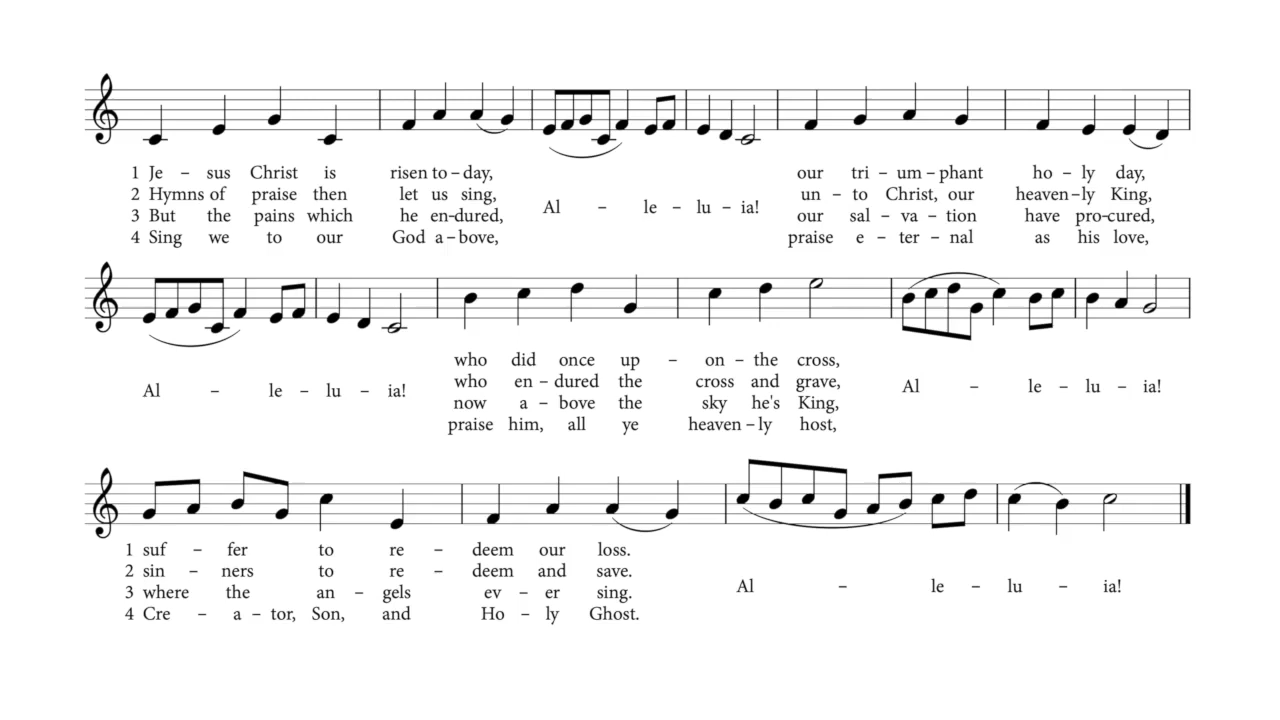 1 Je – sus Christ is risen to – day, our tri – um – phant ho – ly day,
2 Hymns of praise then let us sing, un – to Christ, our heaven – ly King,
Al – le – lu – ia!
3 But the pains which he en–dured, our sal – va – tion have pro–cured,
4 Sing we to our God a–bove, praise e – ter – nal as his love,
who did once up – on – the cross,
who en – dured the cross and grave,
Al – le – lu – ia! Al – le – lu – ia!
now a – bove the sky he's King,
praise him, all ye heaven – ly host,
1 suf – fer to re – deem our loss.
2 sin – ners to re – deem and save.
Al – le – lu – ia!
3 where the an – gels ev – er sing.
4 Cre – a – tor, Son, and Ho – ly Ghost.